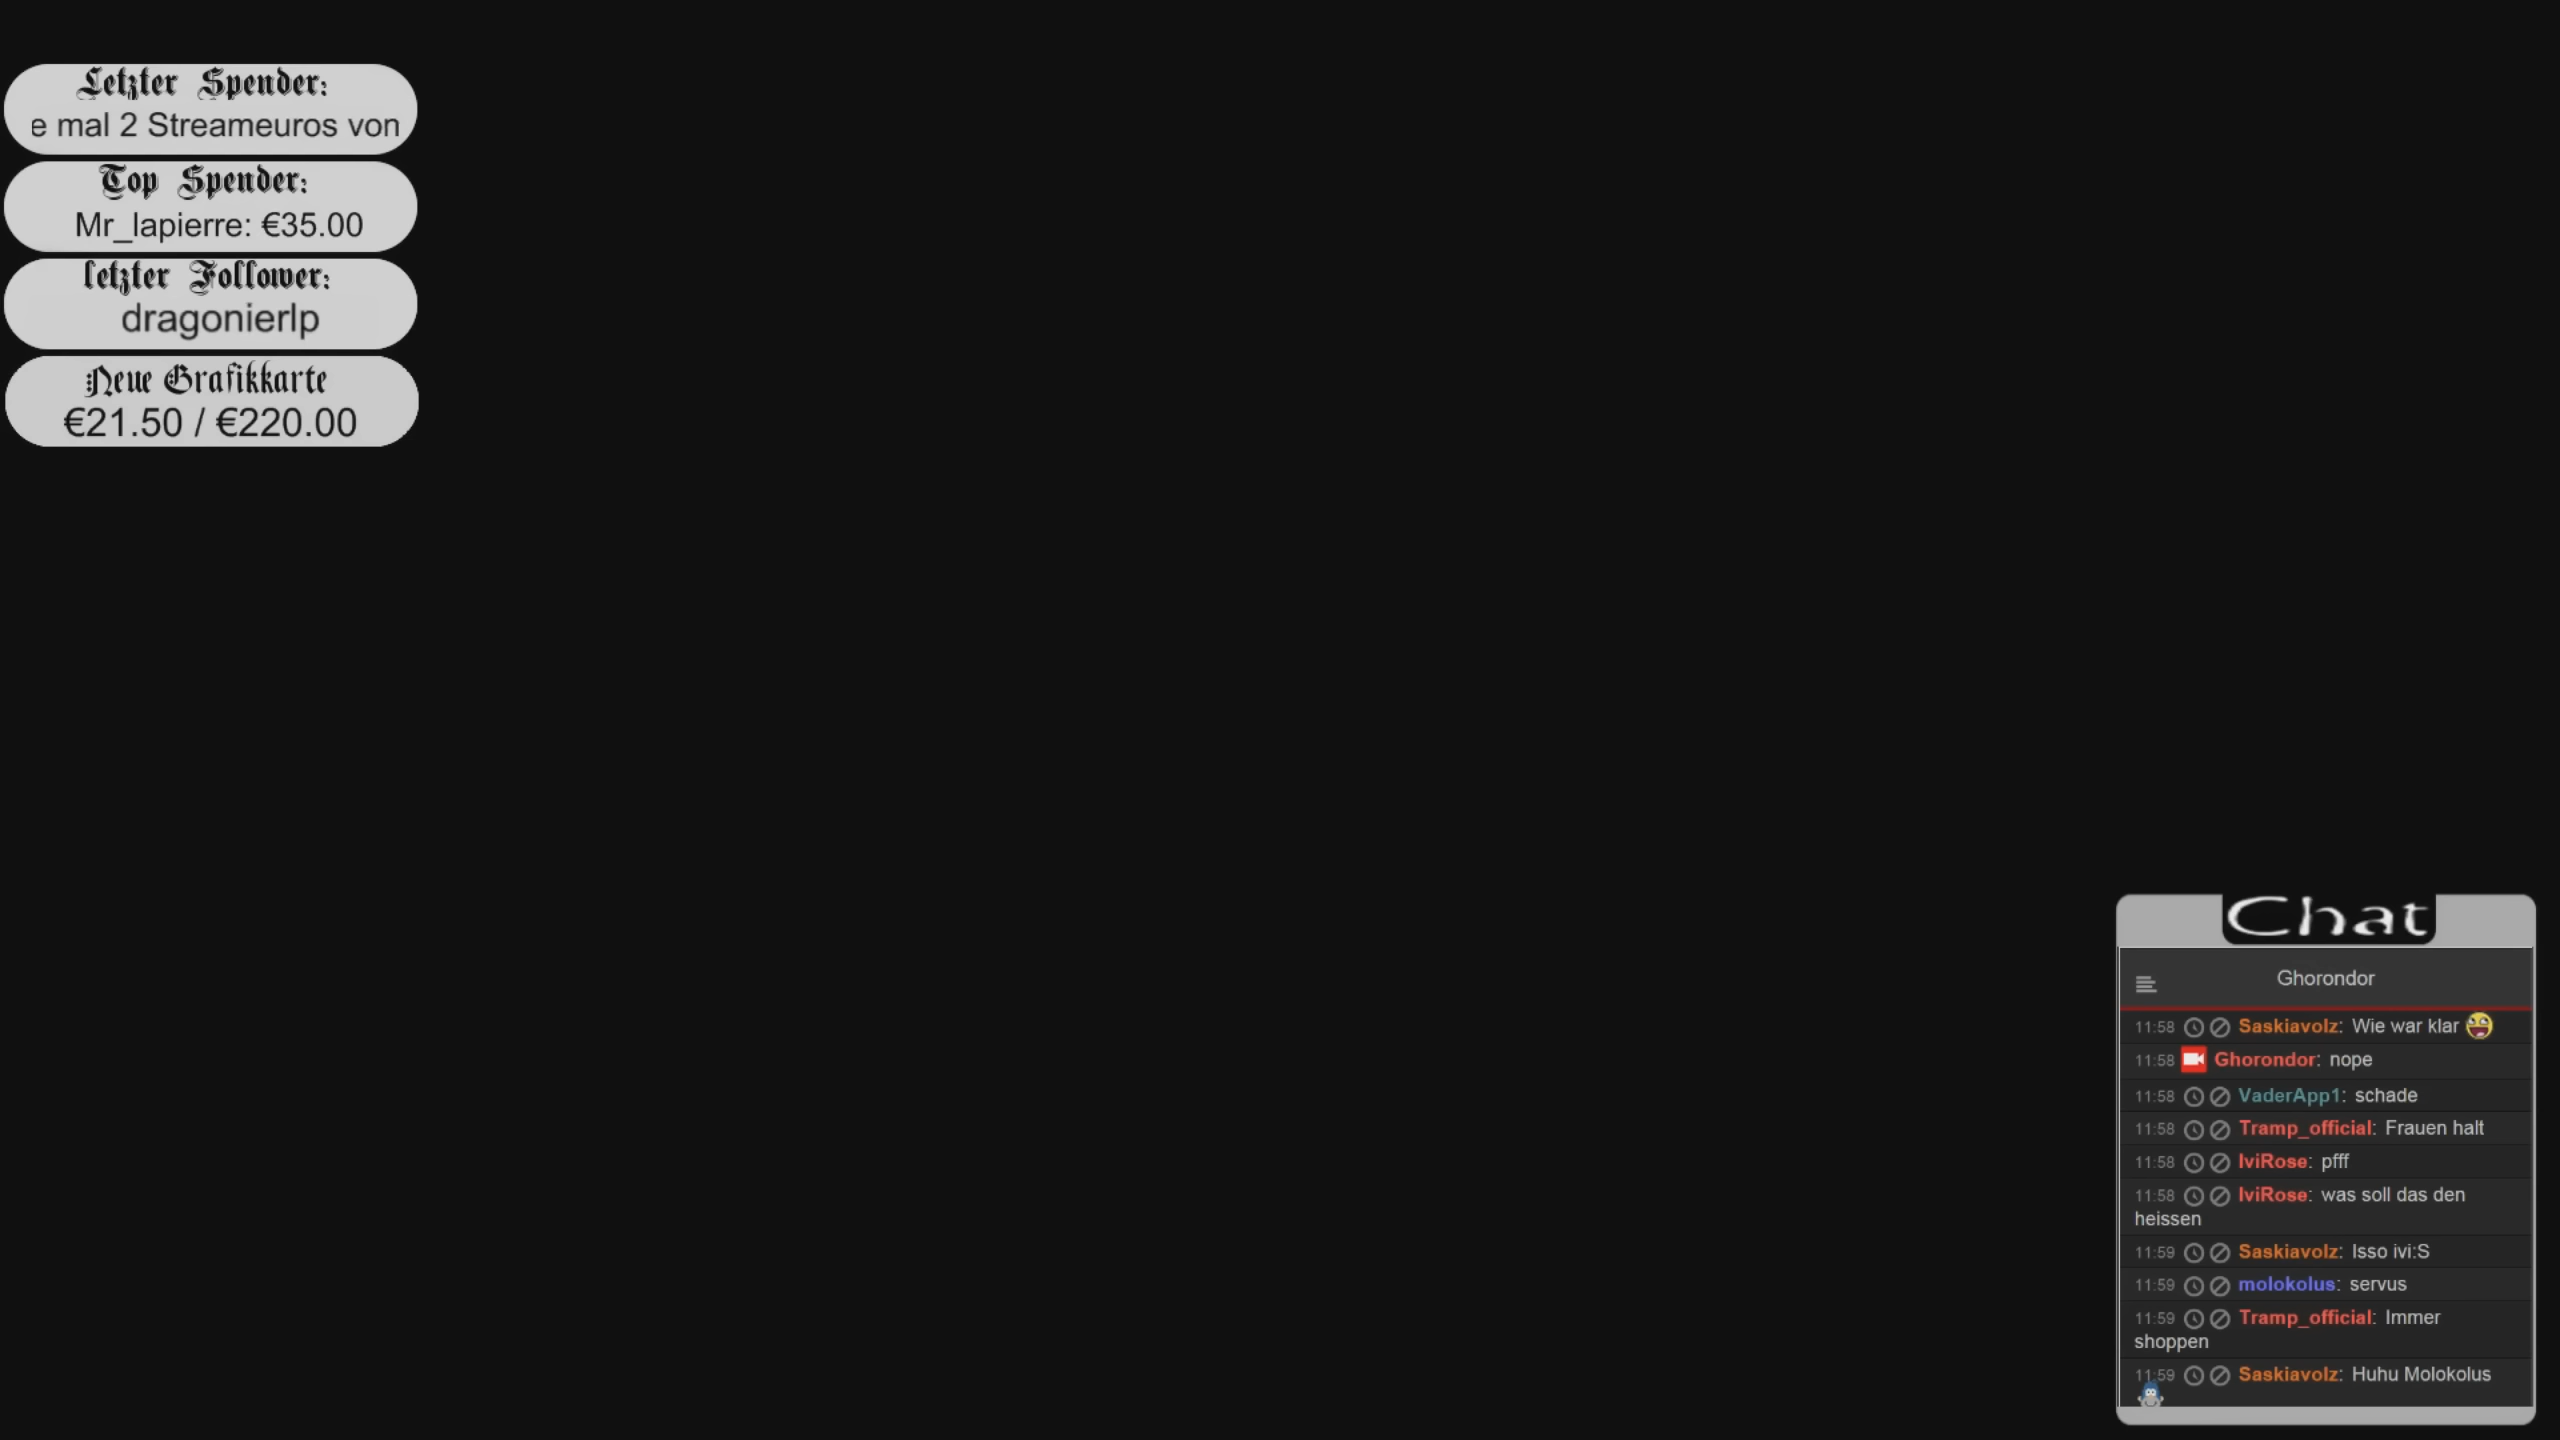 Letzter Spender:
e mal 2 Streameuros von
Top Spender:
Mr_lapierre: €35.00
letzter Follower:
dragonierlp
Neue Grafikkarte
€21.50 / €220.00
Chat
Ghorondor
11:58 Saskiavolz: Wie war klar
11:58 Ghorondor: nope
11:58 VaderApp1: schade
11:58 Tramp_official: Frauen halt
11:58 IviRose: pfff
11:58 IviRose: was soll das den
heissen
11:59 Saskiavolz: Isso ivi:S
11:59 molokolus: servus
11:59 Tramp_official: Immer
shoppen
11:59 Saskiavolz: Huhu Molokolus